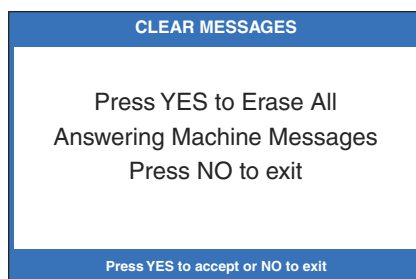 CLEAR MESSAGES
Press YES to Erase All
Answering Machine Messages
Press NO to exit
Press YES to accept or NO to exit